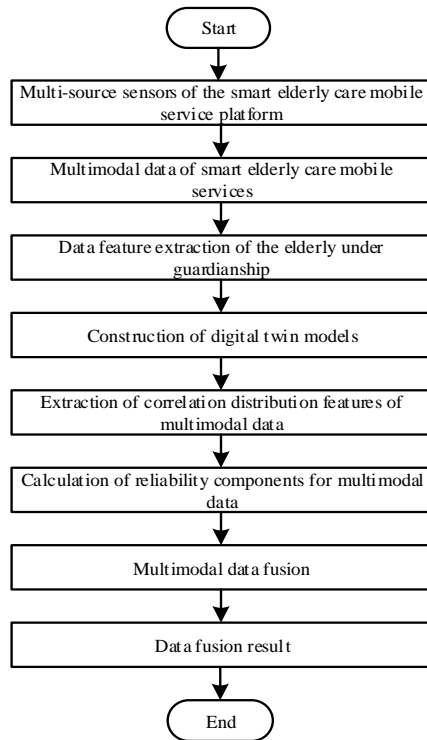 Start
Multi-source sensors of the smart elderly care mobile
service platform
Multimodal data of smart elderly care mobile
services
Data feature extraction of the elderly under
guardianship
Construction of digital twin models
Extraction of correlation distribution features of
multimodal data
Calculation of reliability components for multimodal
data
Multimodal data fusion
Data fusion result
End